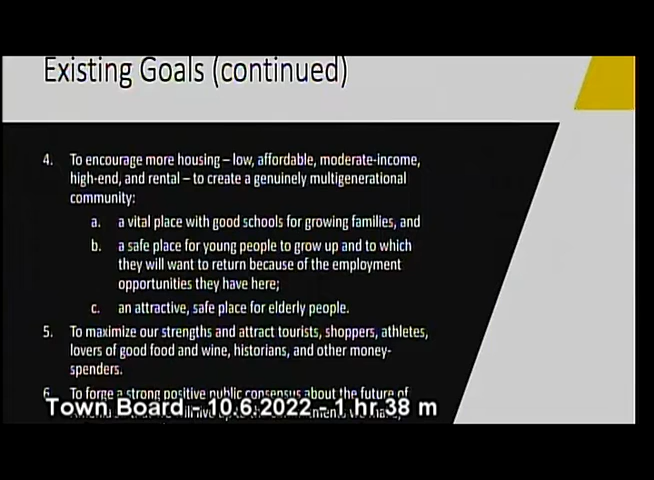 Existing Goals (continued)
4. To encourage more housing – low, affordable, moderate-income,
high-end, and rental – to create a genuinely multigenerational
community:
a. a vital place with good schools for growing families, and
b. a safe place for young people to grow up and to which
they will want to return because of the employment
opportunities they have here;
c. an attractive, safe place for elderly people.
5. To maximize our strengths and attract tourists, shoppers, athletes,
lovers of good food and wine, historians, and other money-
spenders.
6. To forge a strong positive public consensus about the future of
Town Board - 10.6.2022 - 1 hr 38 m